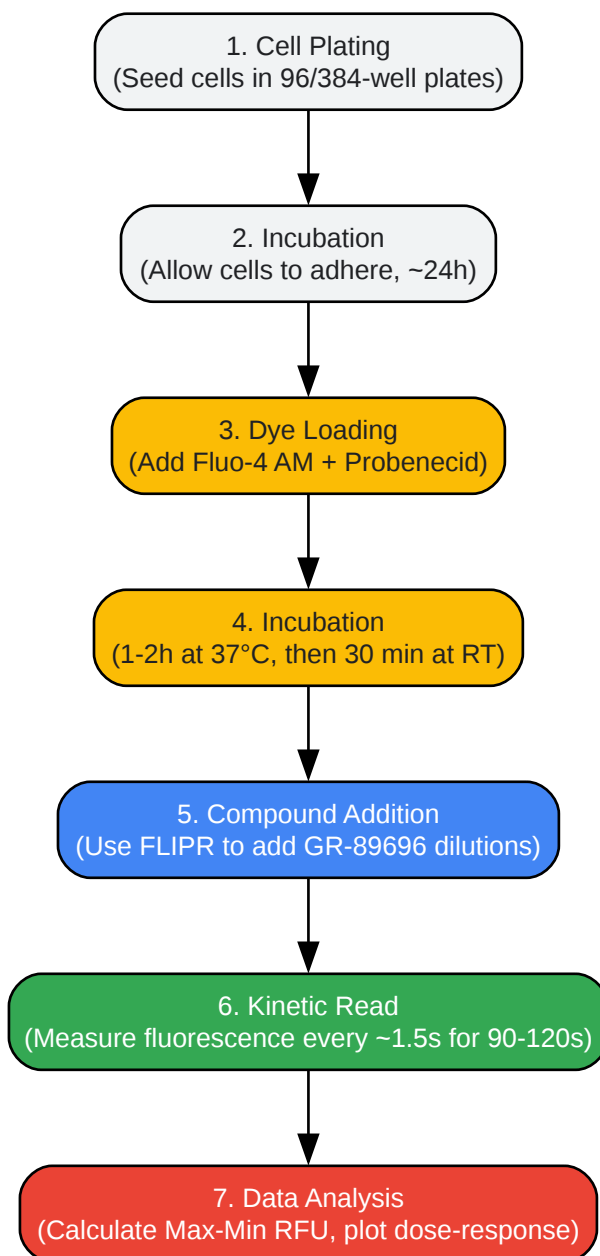 1. Cell Plating
(Seed cells in 96/384-well plates)
2. Incubation
(Allow cells to adhere, ~24h)
3. Dye Loading
(Add Fluo-4 AM + Probenecid)
4. Incubation
(1-2h at 37°C, then 30 min at RT)
5. Compound Addition
(Use FLIPR to add GR-89696 dilutions)
6. Kinetic Read
(Measure fluorescence every ~1.5s for 90-120s)
7. Data Analysis
(Calculate Max-Min RFU, plot dose-response)